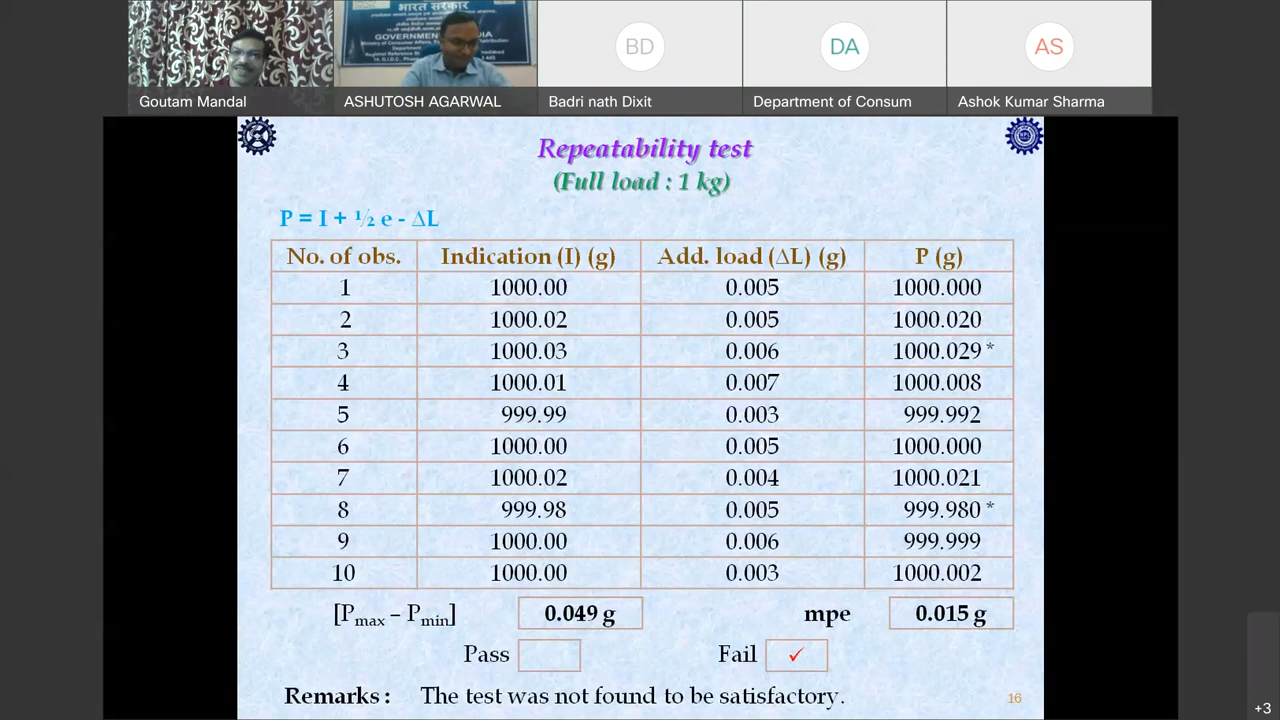 भारत सरकार
GOVERNMENT
Goutam Mandal
ASHUTOSH AGARWAL
BD
Badri nath Dixit
DA
Department of Consum
AS
Ashok Kumar Sharma
Repeatability test
(Full load : 1 kg)
P = I + ½ e - ΔL
No. of obs. Indication (I) (g) Add. load (ΔL) (g) P (g)
1 1000.00 0.005 1000.000
2 1000.02 0.005 1000.020
3 1000.03 0.006 1000.029 *
4 1000.01 0.007 1000.008
5 999.99 0.003 999.992
6 1000.00 0.005 1000.000
7 1000.02 0.004 1000.021
8 999.98 0.005 999.980 *
9 1000.00 0.006 999.999
10 1000.00 0.003 1000.002
[Pmax – Pmin] 0.049 g mpe 0.015 g
Pass Fail ✓
Remarks : The test was not found to be satisfactory.
16
+3